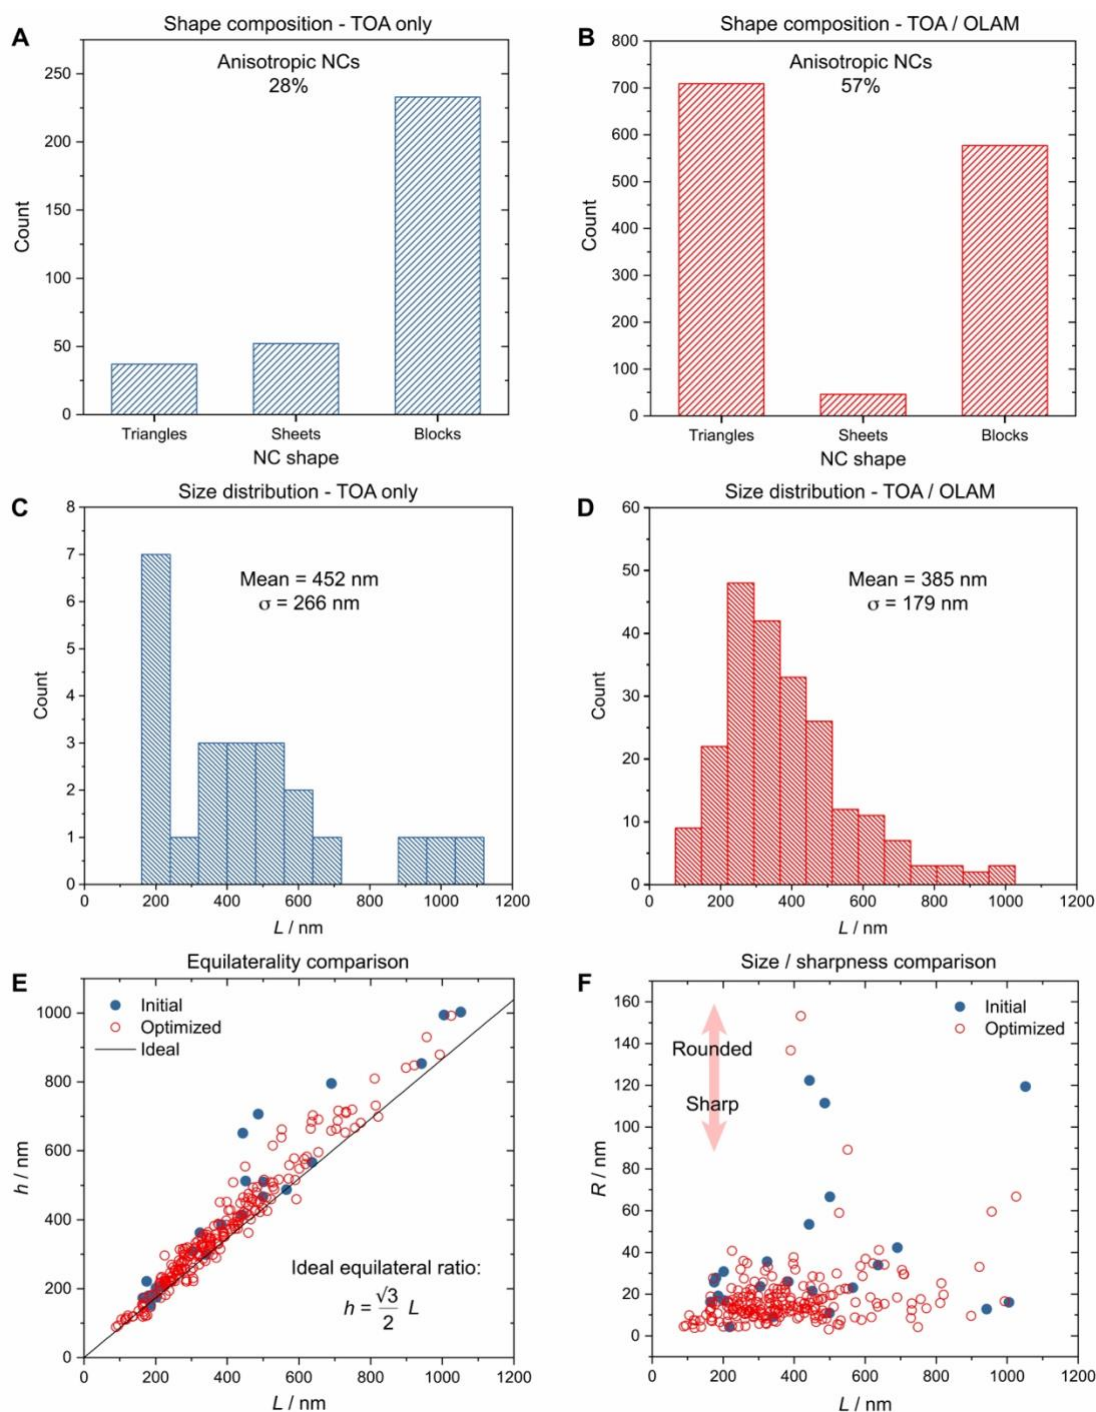 A
Shape composition - TOA only
Anisotropic NCs
28%
250
200
150
100
50
0
Count
Triangles
Sheets
Blocks
NC shape
B
Shape composition - TOA / OLAM
Anisotropic NCs
57%
800
700
600
500
400
300
200
100
0
Count
Triangles
Sheets
Blocks
NC shape
C
Size distribution - TOA only
Mean = 452 nm
σ = 266 nm
8
7
6
5
4
3
2
1
0
Count
0 200 400 600 800 1000 1200
L / nm
D
Size distribution - TOA / OLAM
Mean = 385 nm
σ = 179 nm
60
50
40
30
20
10
0
Count
0 200 400 600 800 1000 1200
L / nm
E
Equilaterality comparison
Initial
Optimized
Ideal
Ideal equilateral ratio:
h = √3/2 L
1000
800
600
400
200
0
h / nm
0 200 400 600 800 1000 1200
L / nm
F
Size / sharpness comparison
Initial
Optimized
Rounded
Sharp
160
140
120
100
80
60
40
20
0
R / nm
0 200 400 600 800 1000 1200
L / nm